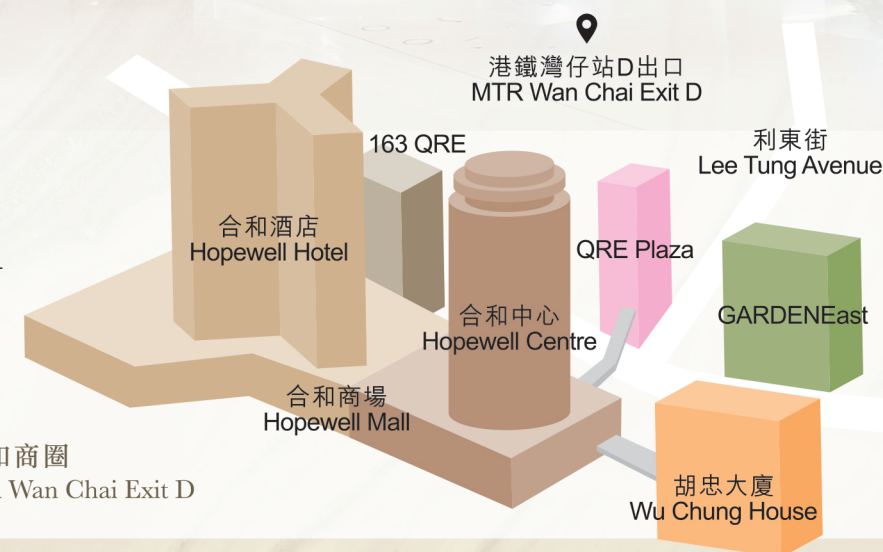 港鐵灣仔站D出口
MTR Wan Chai Exit D
利東街
Lee Tung Avenue
163 QRE
合和酒店
Hopewell Hotel
QRE Plaza
合和中心
Hopewell Centre
GARDENEast
合和商場
Hopewell Mall
商圈
Wan Chai Exit D
胡忠大廈
Wu Chung House